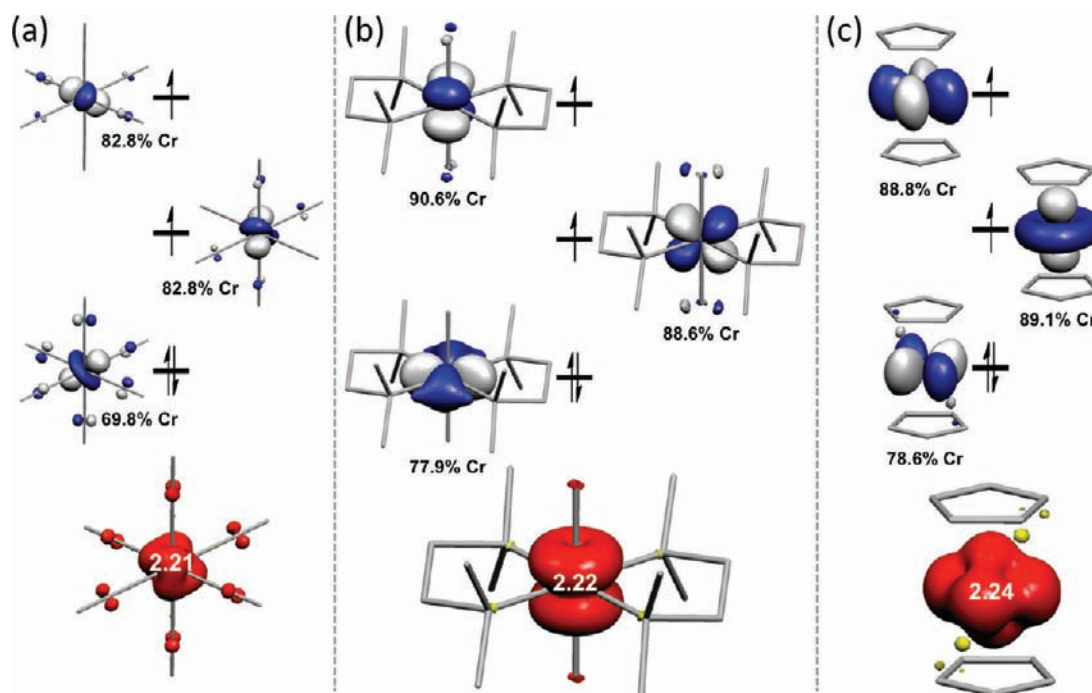 (a)
82.8% Cr
82.8% Cr
69.8% Cr
2.21
(b)
90.6% Cr
88.6% Cr
77.9% Cr
2.22
(c)
88.8% Cr
89.1% Cr
78.6% Cr
2.24